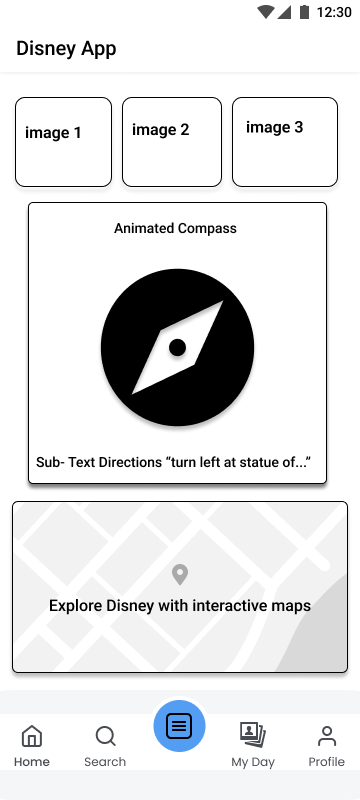 12:30
Disney App
image 1
image 2
image 3
Animated Compass
Sub- Text Directions “turn left at statue of...”
Explore Disney with interactive maps
Home
Search
My Day
Profile